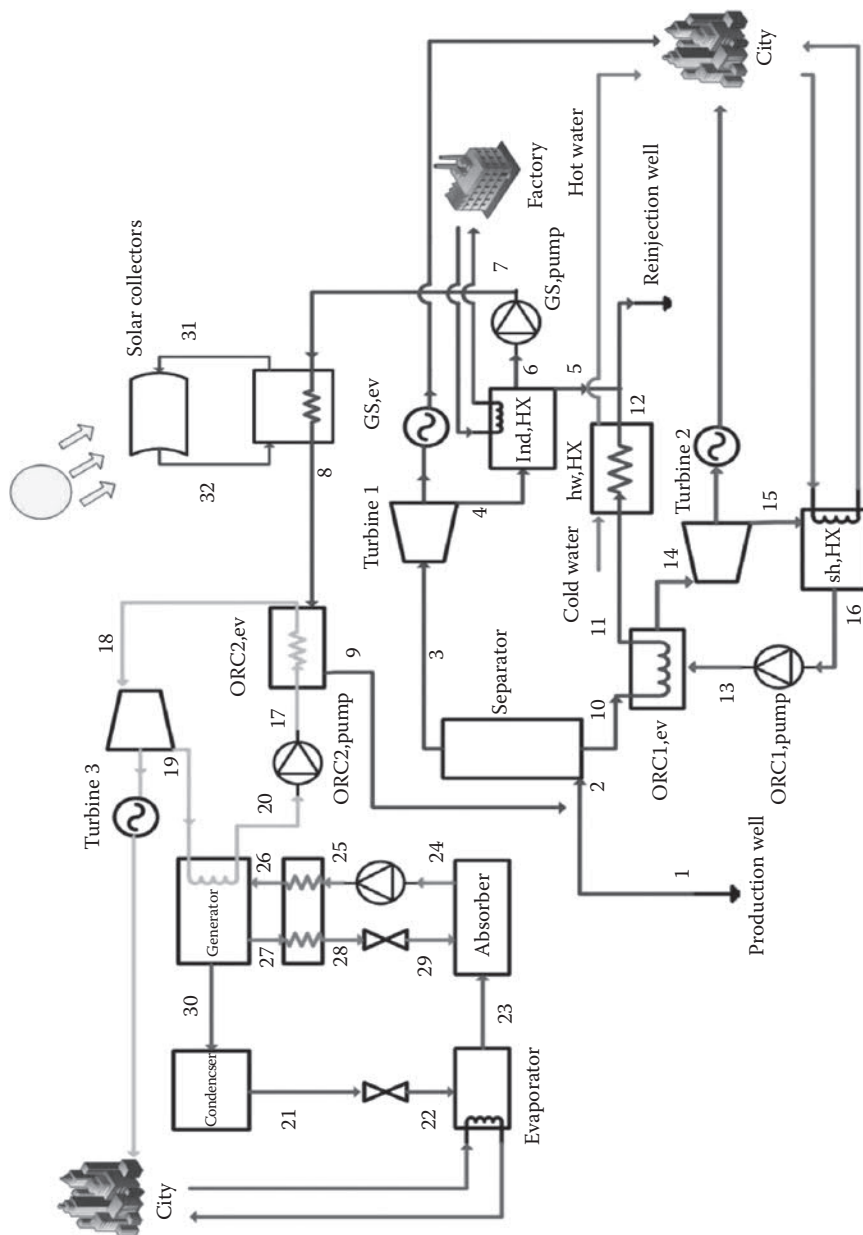 Solar collectors
31
32
8
7
GS,ev
Factory
Hot water
City
GS,pump
6
Ind,HX
5
Reinjection well
12
hw,HX
Cold water
11
Turbine 1
4
3
Separator
10
2
ORC1,ev
14
Turbine 2
15
sh,HX
16
13
ORC1,pump
1
Production well
18
ORC2,ev
9
17
ORC2,pump
20
19
Turbine 3
Generator
26
25
24
27
28
29
Absorber
30
23
Condencser
21
22
Evaporator
City